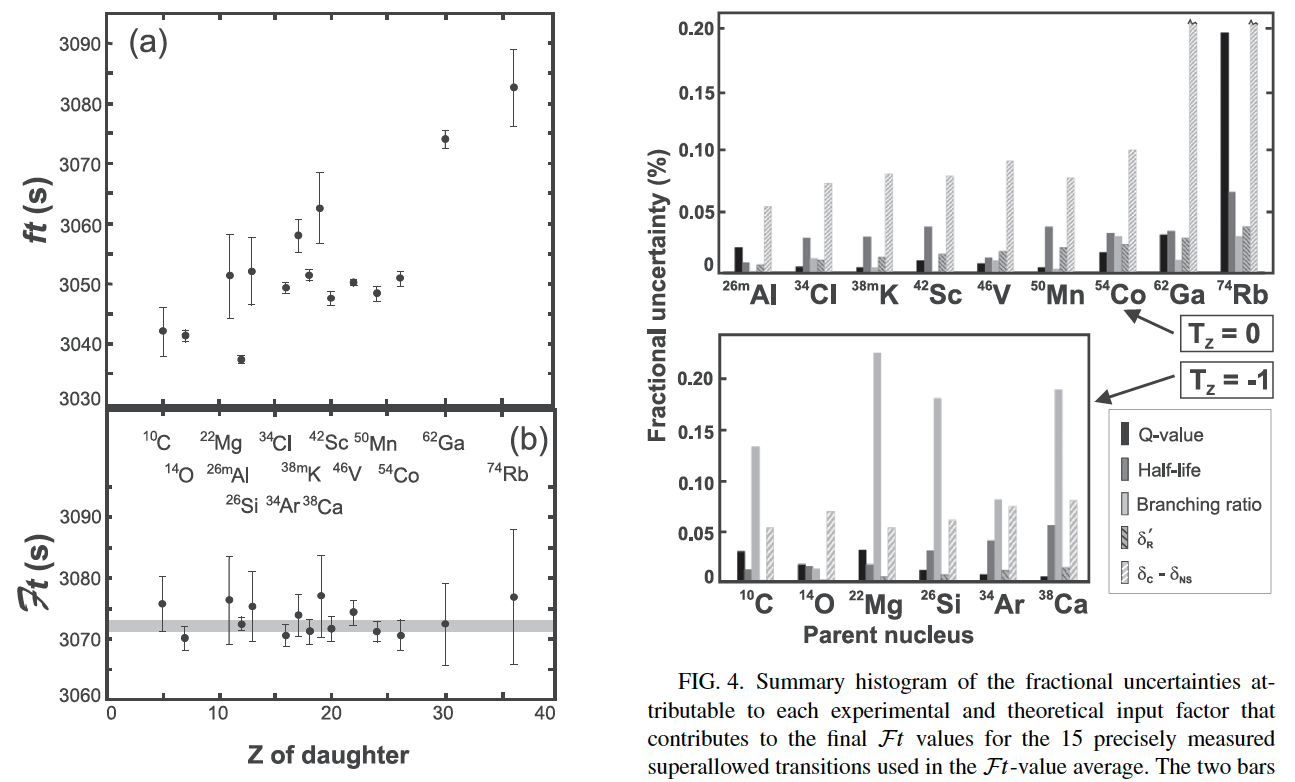 (a)
3090
3080
3070
3060
3050
3040
3030
ft (s)
(b)
¹⁰C ²²Mg ³⁴Cl ⁴²Sc ⁵⁰Mn ⁶²Ga
¹⁴O ²⁶ᵐAl ³⁸ᵐK ⁴⁶V ⁵⁴Co ⁷⁴Rb
²⁶Si ³⁴Ar ³⁸Ca
3090
3080
3070
3060
ℱt (s)
0 10 20 30 40
Z of daughter
0.20
0.15
0.10
0.05
0
Fractional uncertainty (%)
²⁶ᵐAl ³⁴Cl ³⁸ᵐK ⁴²Sc ⁴⁶V ⁵⁰Mn ⁵⁴Co ⁶²Ga ⁷⁴Rb
T_Z = 0
T_Z = -1
0.20
0.15
0.10
0.05
0
¹⁰C ¹⁴O ²²Mg ²⁶Si ³⁴Ar ³⁸Ca
Parent nucleus
Q-value
Half-life
Branching ratio
δ′_R
δ_C - δ_NS
FIG. 4. Summary histogram of the fractional uncertainties at-
tributable to each experimental and theoretical input factor that
contributes to the final ℱt values for the 15 precisely measured
superallowed transitions used in the ℱt-value average. The two bars